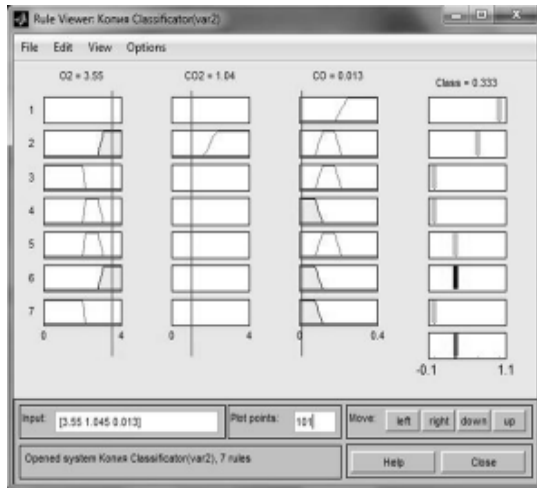 Rule Viewer: Копия Classificator(var2)
File Edit View Options
O2 = 3.55 CO2 = 1.04 CO = 0.013 Class = 0.333
1
2
3
4
5
6
7
0 4 0 4 0 0.4
-0.1 1.1
Input: [3.55 1.045 0.013] Plot points: 101 Move: left right down up
Opened system Копия Classificator(var2), 7 rules Help Close